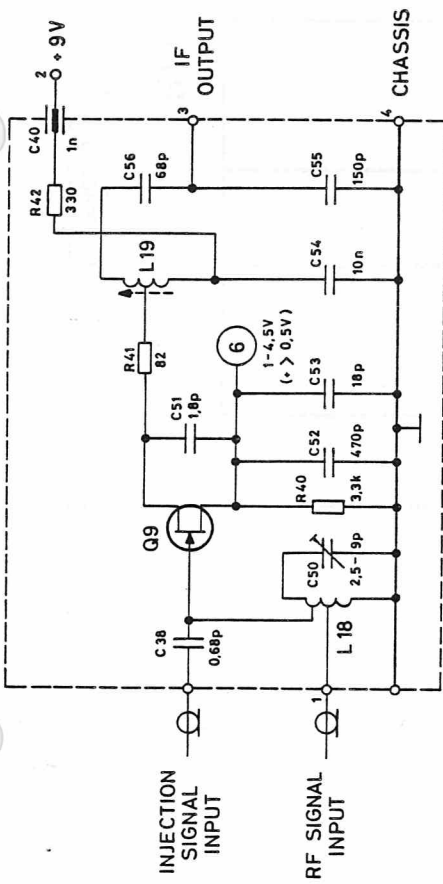 INJECTION
SIGNAL
INPUT
RF SIGNAL
INPUT
1
C38
0,68p
L18
C50
2,5-9p
Q9
R40
3,3k
C51
1,8p
C52
470p
C53
18p
6
1-4,5V
(+ > 0,5V)
R41
82
L19
R42
330
C40
1n
C56
68p
C54
10n
C55
150p
2
+ 9V
3
IF
OUTPUT
4
CHASSIS